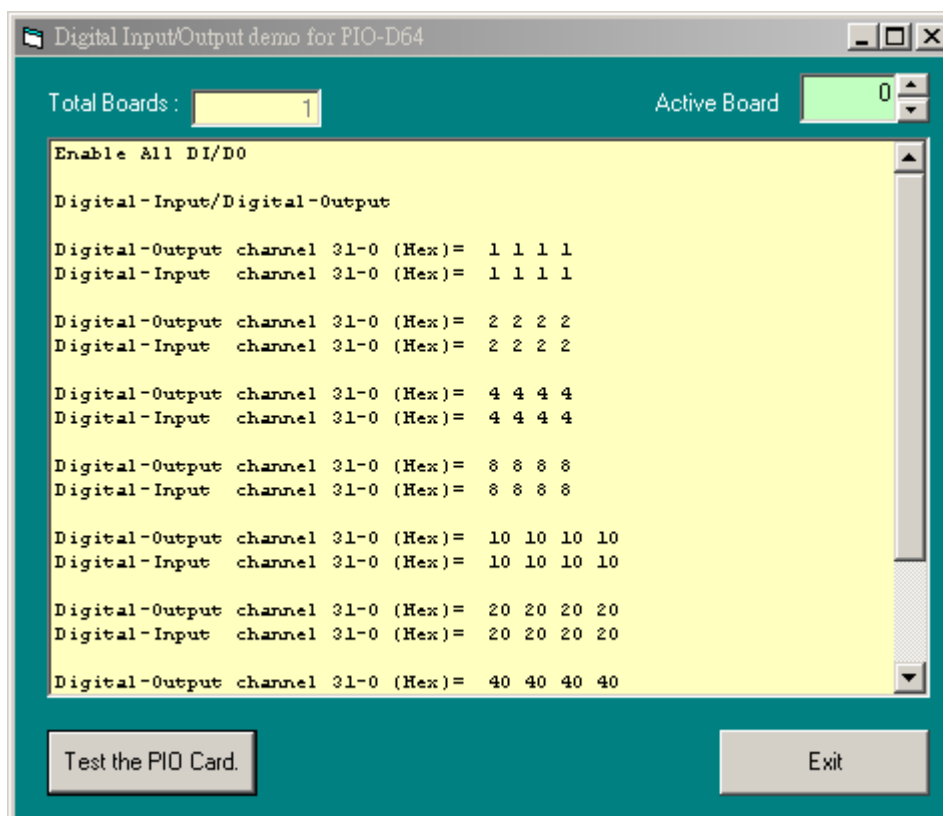 Digital Input/Output demo for PIO-D64
Total Boards : 1 Active Board 0
Enable All DI/DO
Digital-Input/Digital-Output
Digital-Output channel 31-0 (Hex)= 1 1 1 1
Digital-Input channel 31-0 (Hex)= 1 1 1 1
Digital-Output channel 31-0 (Hex)= 2 2 2 2
Digital-Input channel 31-0 (Hex)= 2 2 2 2
Digital-Output channel 31-0 (Hex)= 4 4 4 4
Digital-Input channel 31-0 (Hex)= 4 4 4 4
Digital-Output channel 31-0 (Hex)= 8 8 8 8
Digital-Input channel 31-0 (Hex)= 8 8 8 8
Digital-Output channel 31-0 (Hex)= 10 10 10 10
Digital-Input channel 31-0 (Hex)= 10 10 10 10
Digital-Output channel 31-0 (Hex)= 20 20 20 20
Digital-Input channel 31-0 (Hex)= 20 20 20 20
Digital-Output channel 31-0 (Hex)= 40 40 40 40
Test the PIO Card. Exit